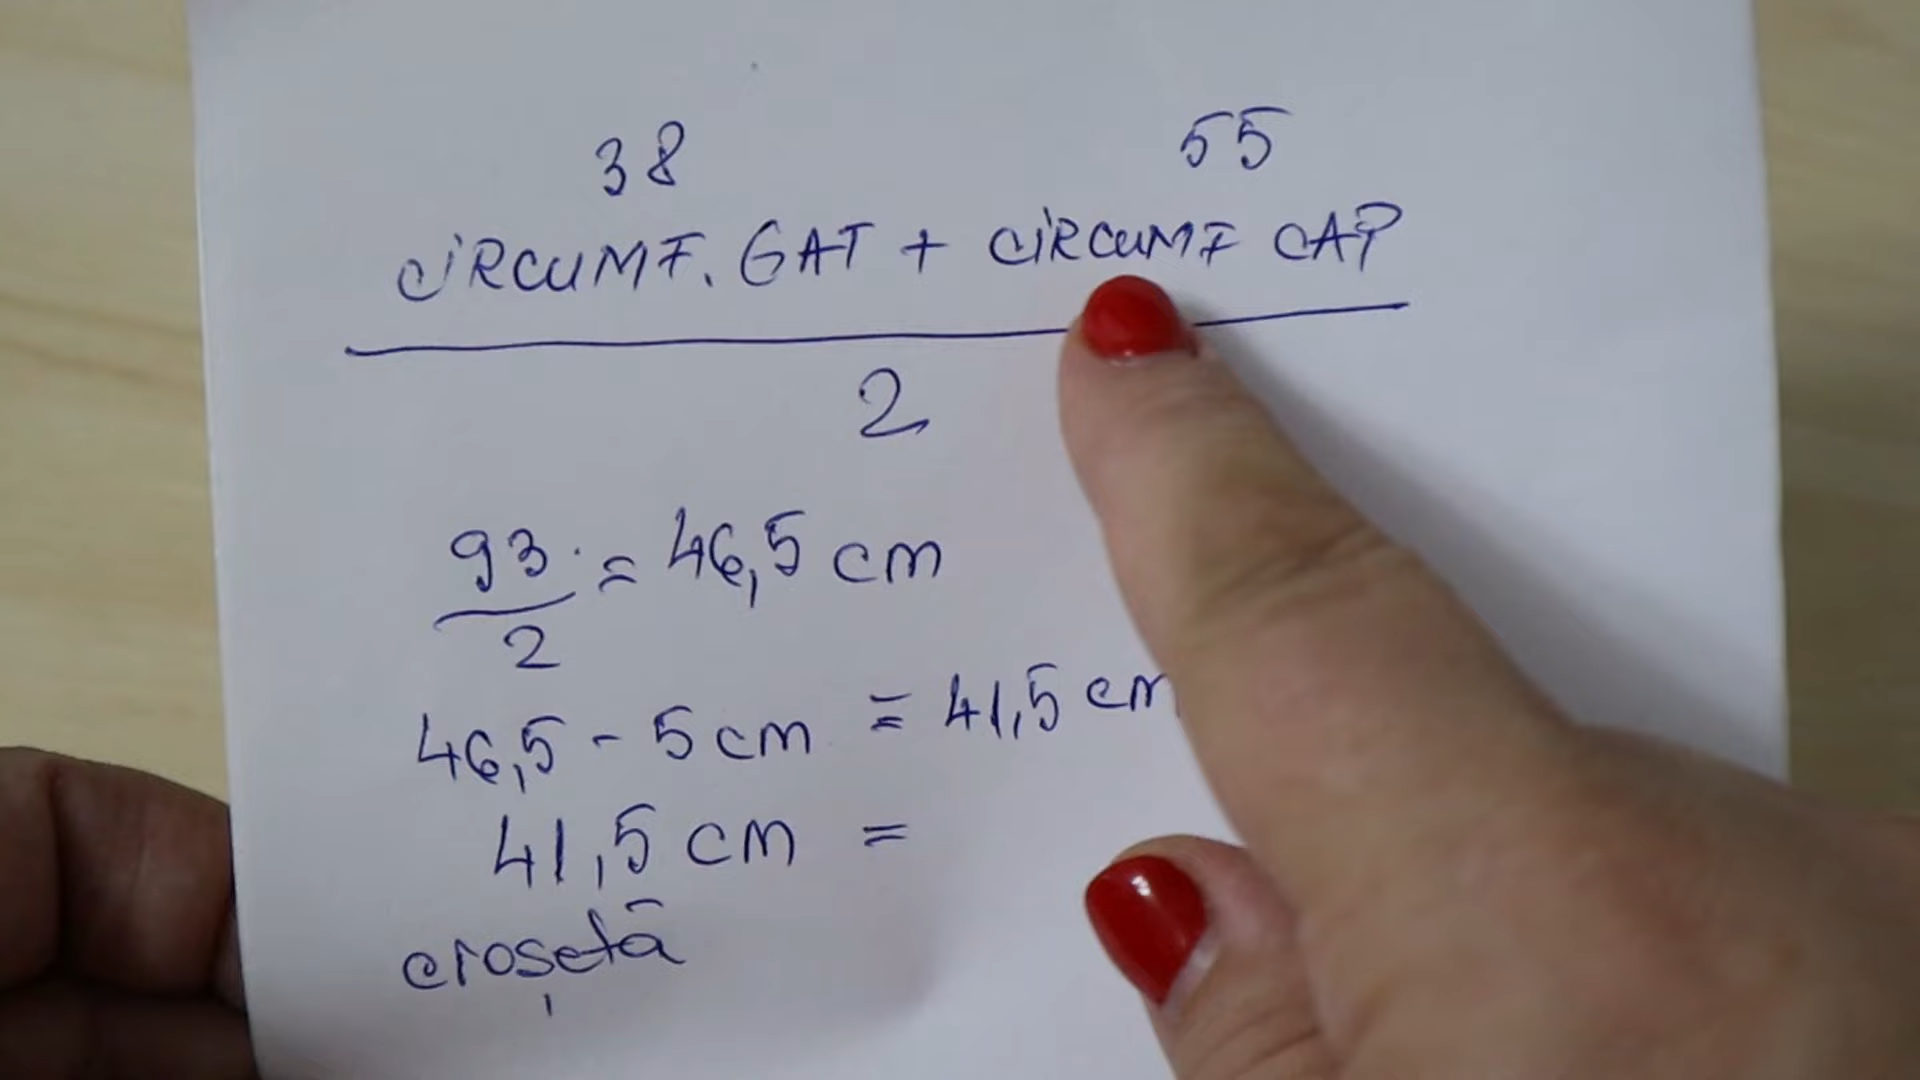 38 55
CIRCUMF. GAT + CIRCUMF CAP
2
93 = 46,5 cm
2
46,5 - 5 cm = 41,5 cm
41,5 cm =
croșetă